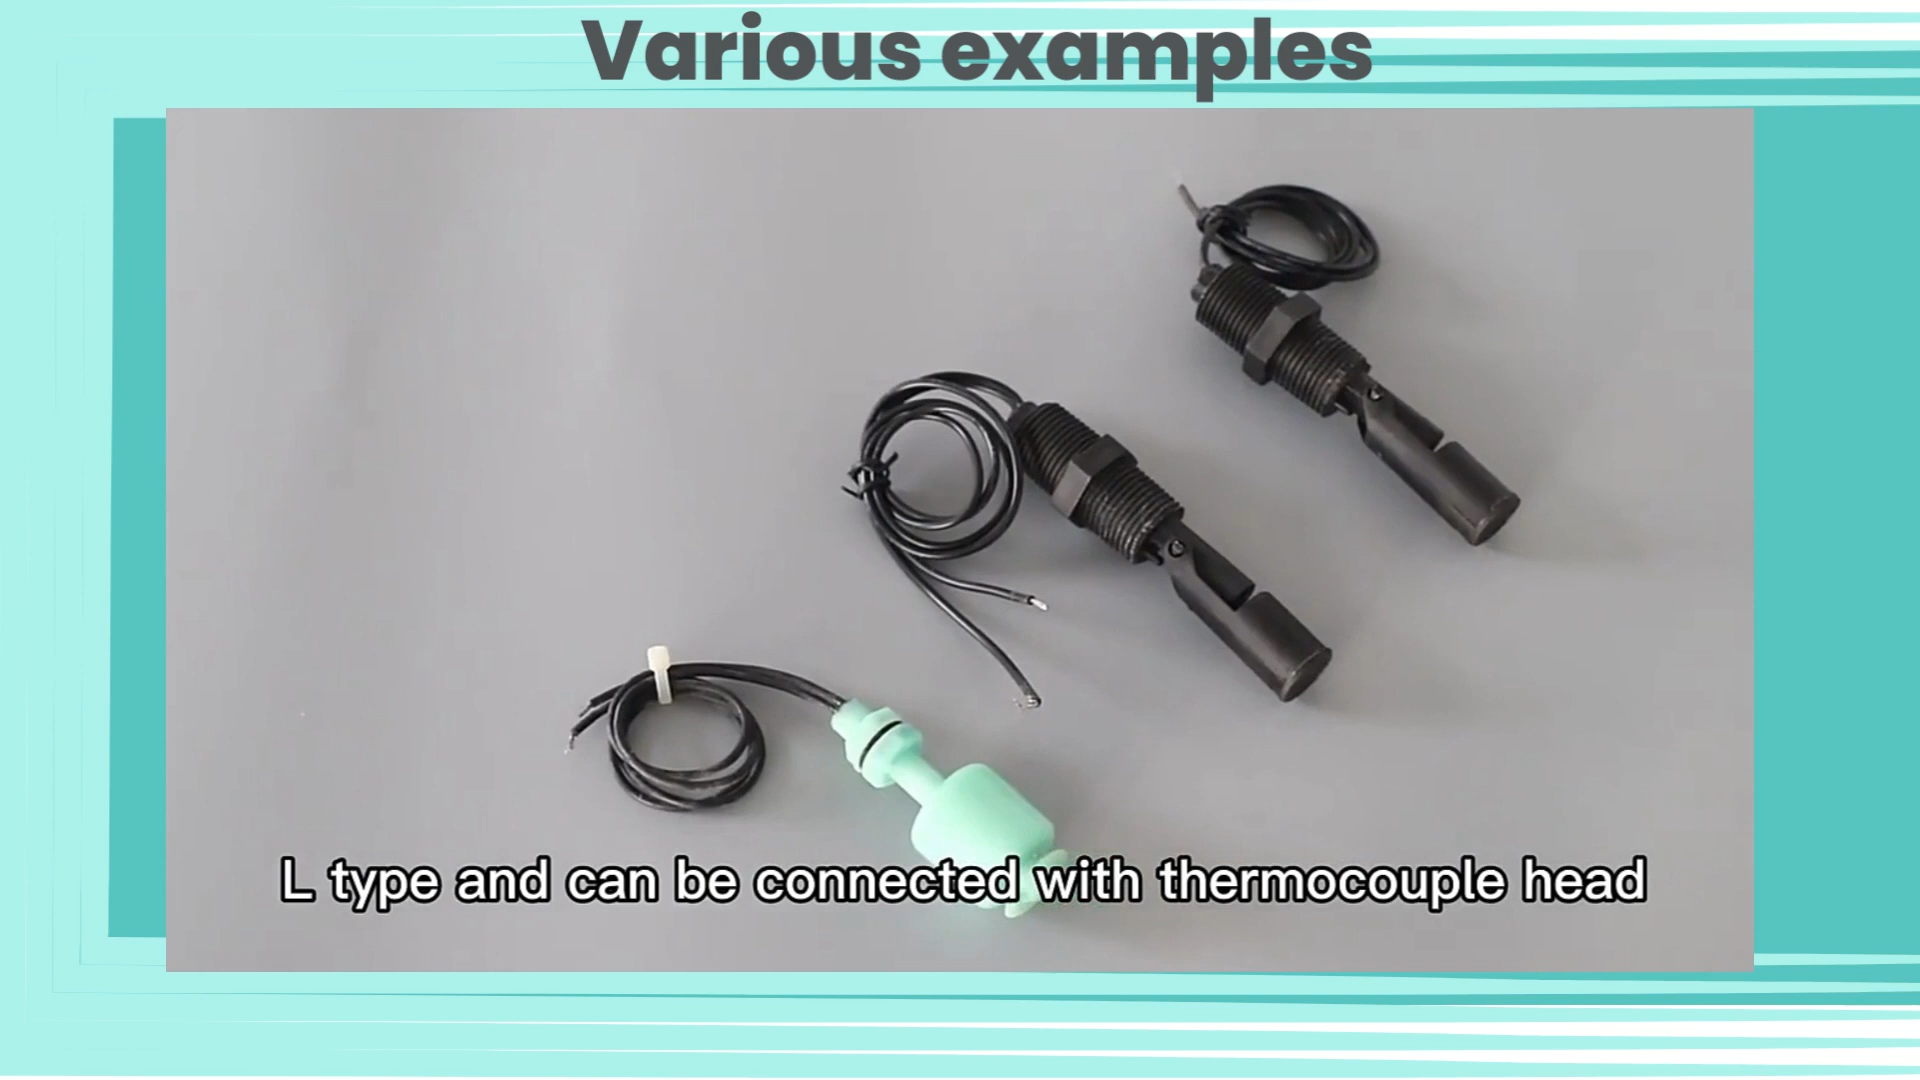 Various examples
L type and can be connected with thermocouple head